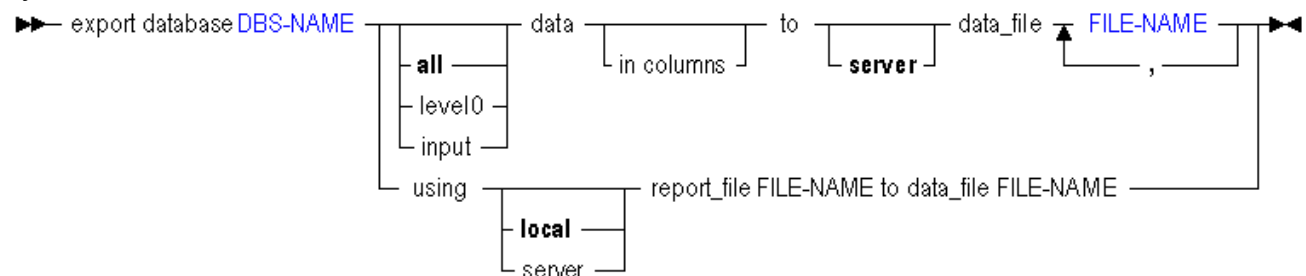 export database DBS-NAME data to data_file FILE-NAME
all in columns server ,
level0
input
using report_file FILE-NAME to data_file FILE-NAME
local
server